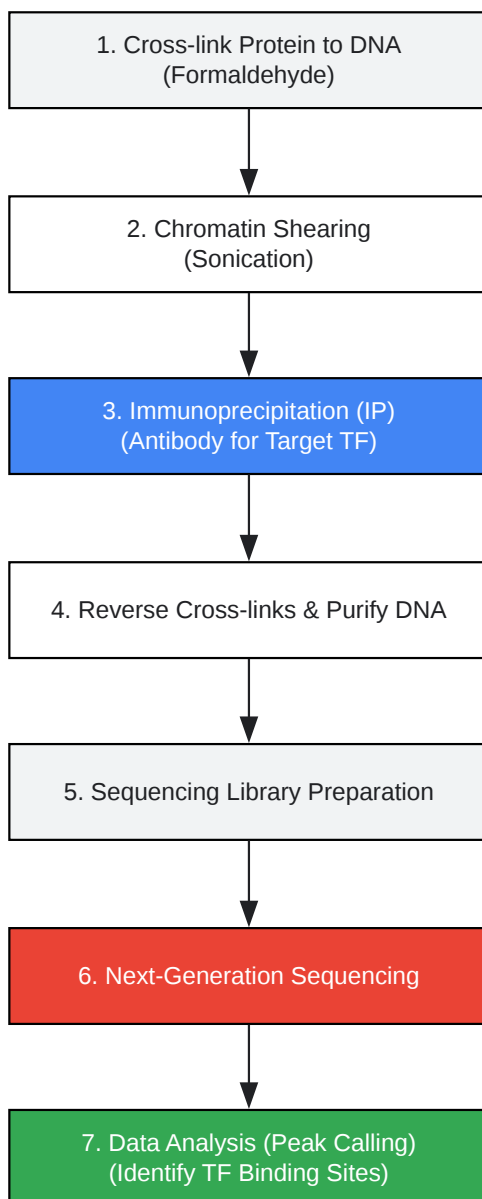 1. Cross-link Protein to DNA
(Formaldehyde)
2. Chromatin Shearing
(Sonication)
3. Immunoprecipitation (IP)
(Antibody for Target TF)
4. Reverse Cross-links & Purify DNA
5. Sequencing Library Preparation
6. Next-Generation Sequencing
7. Data Analysis (Peak Calling)
(Identify TF Binding Sites)